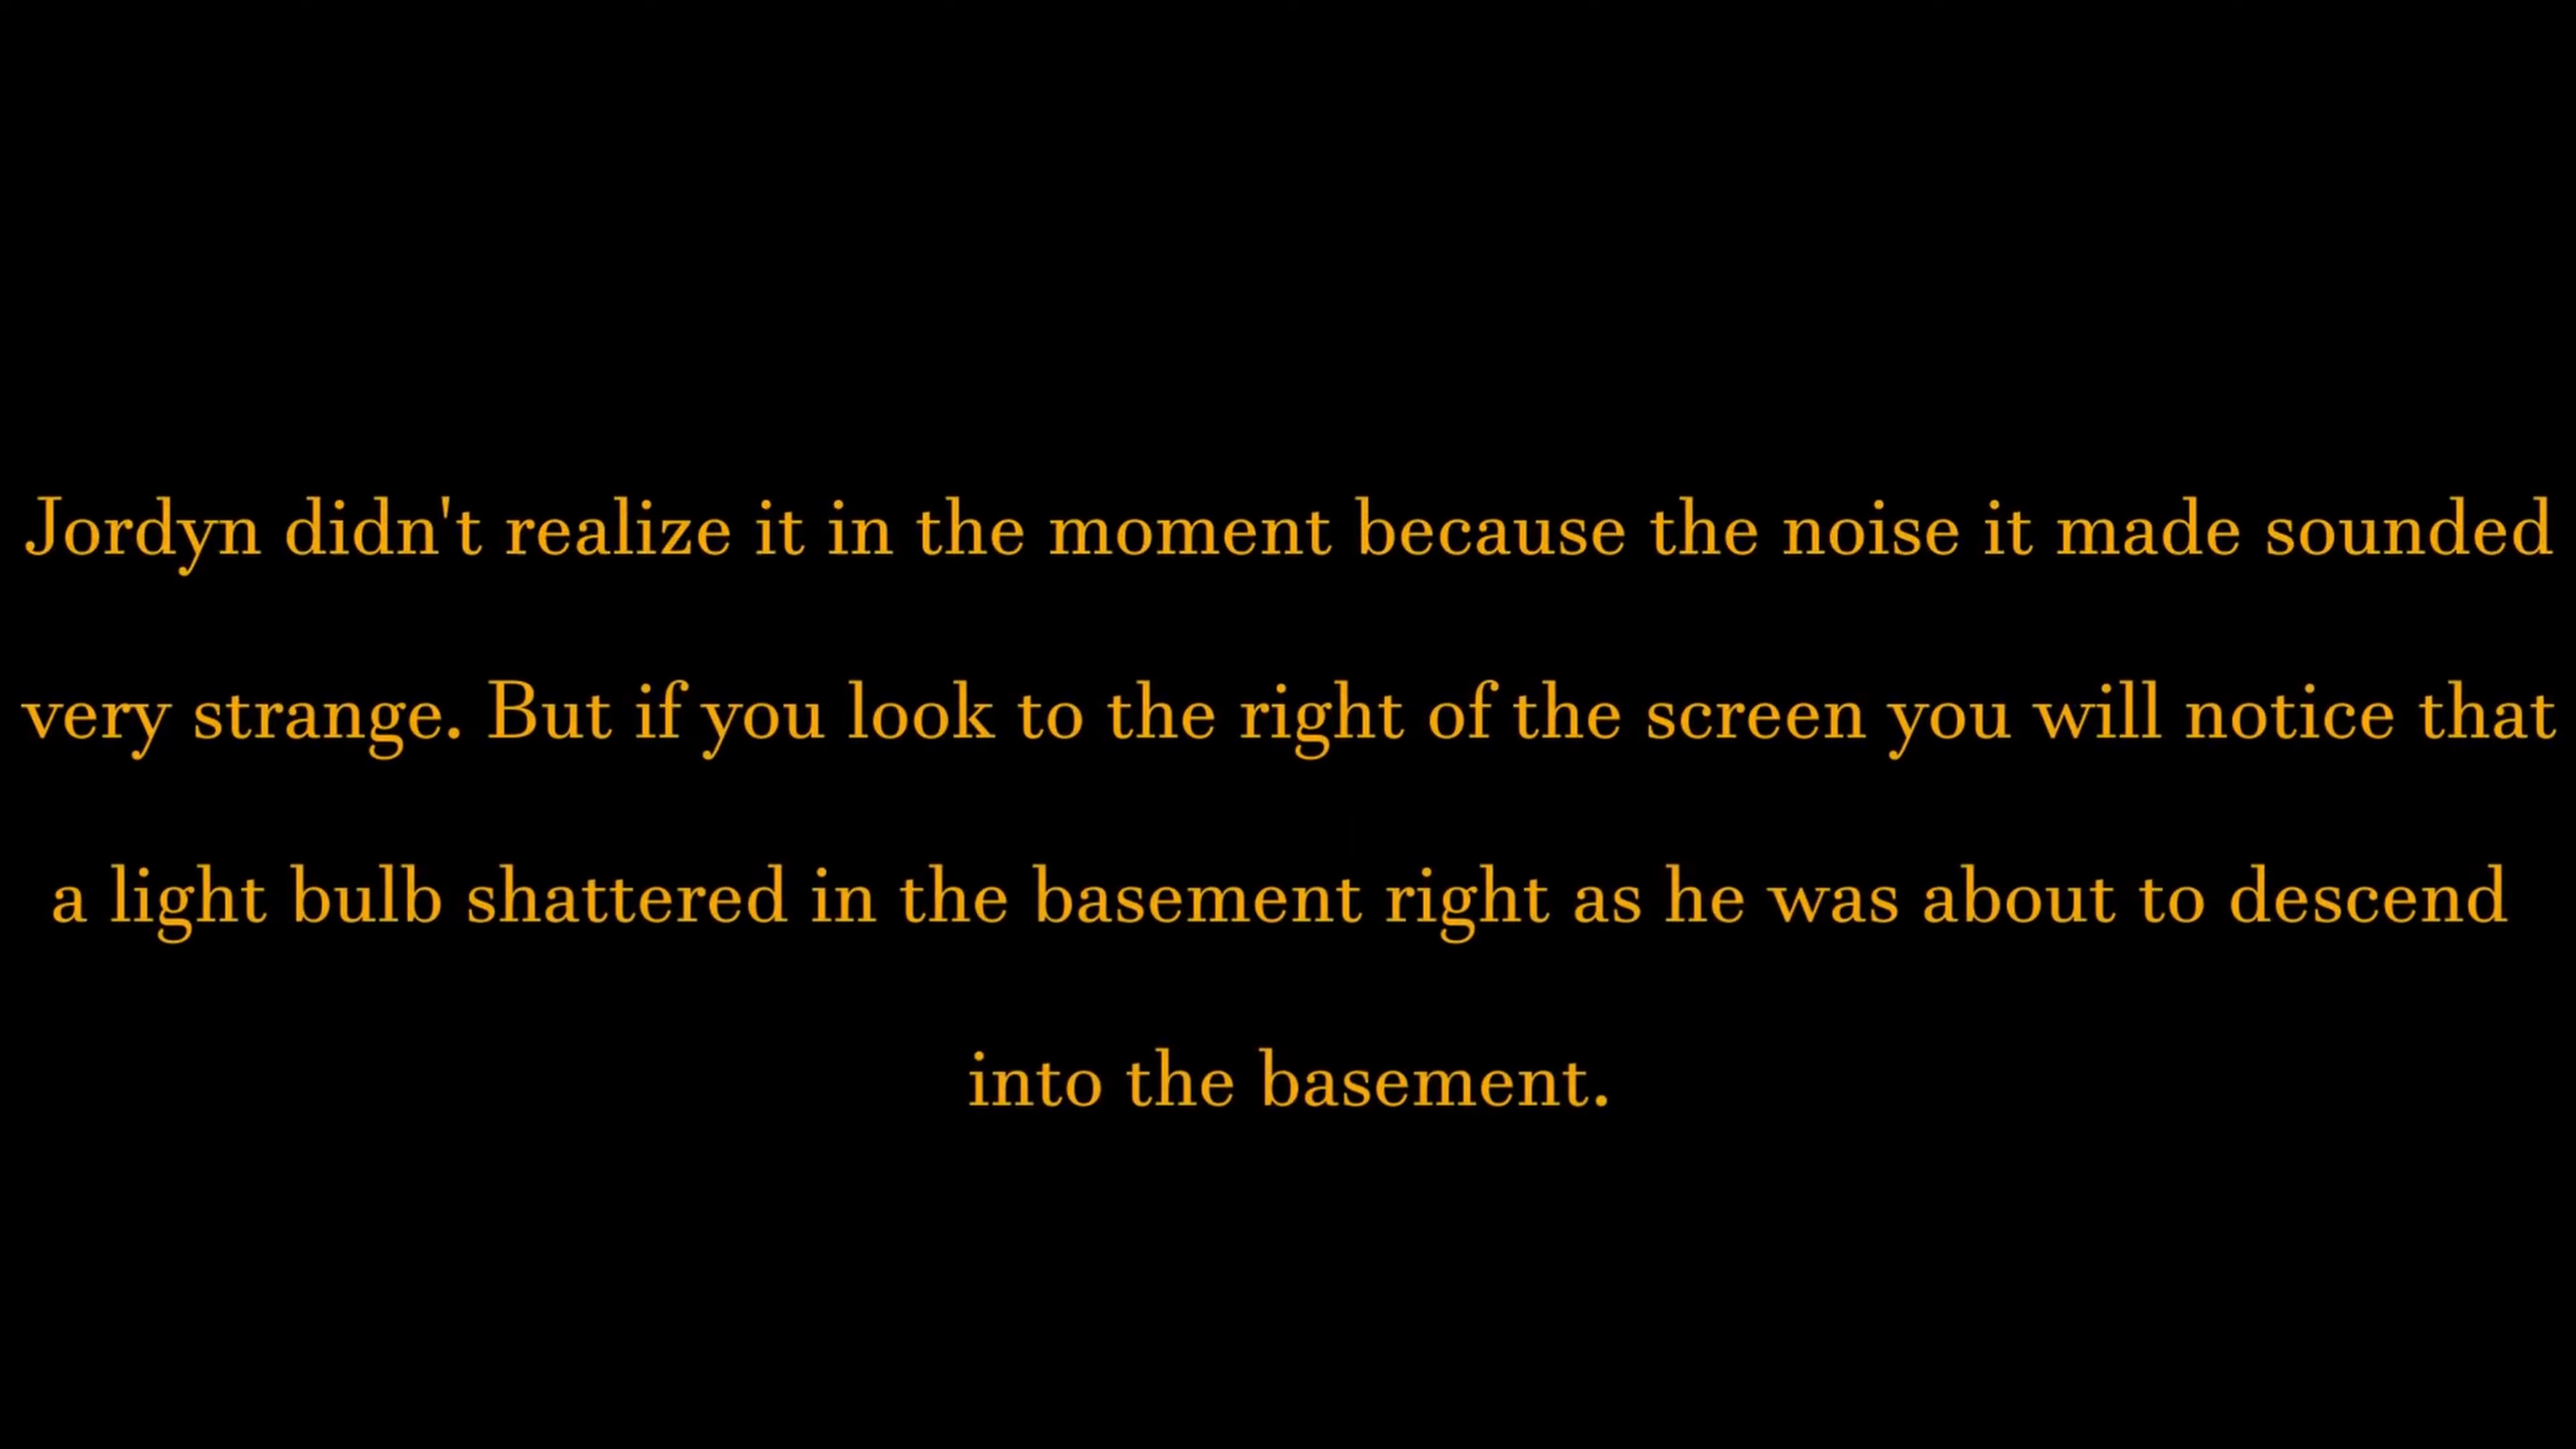 Jordyn didn't realize it in the moment because the noise it made sounded
very strange. But if you look to the right of the screen you will notice that
a light bulb shattered in the basement right as he was about to descend
into the basement.